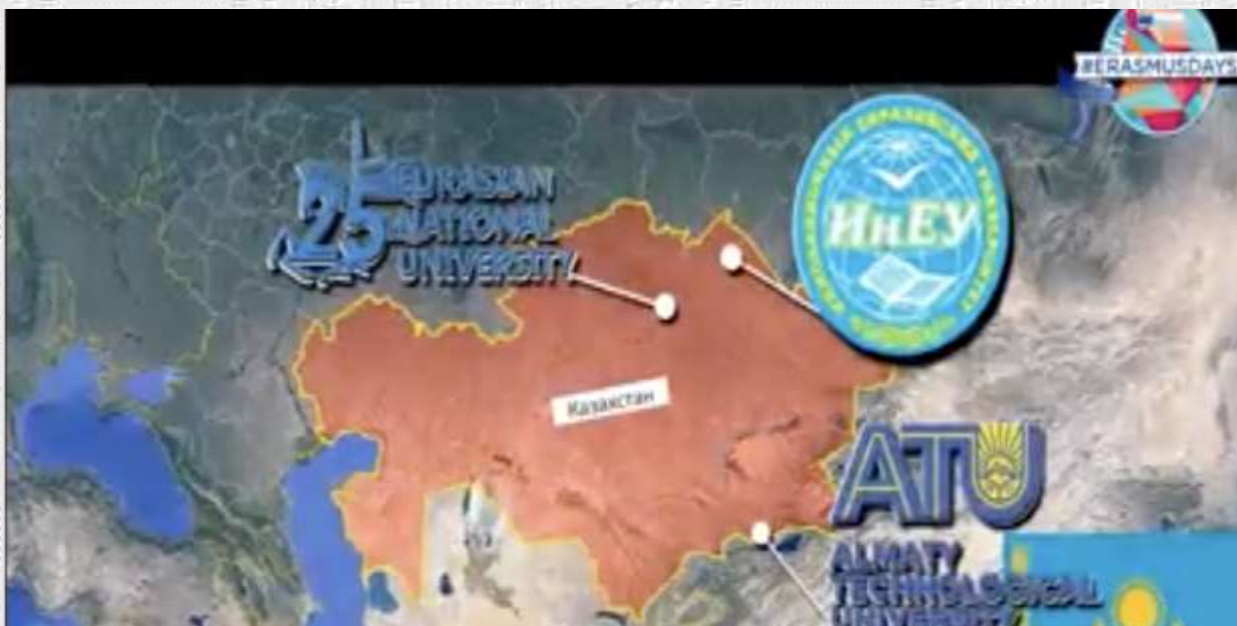 #ERASMUSDAYS
25
EURASIAN
NATIONAL
UNIVERSITY
ИнЕУ
Казахстан
ATU
ALMATY
TECHNOLOGICAL
UNIVERSITY